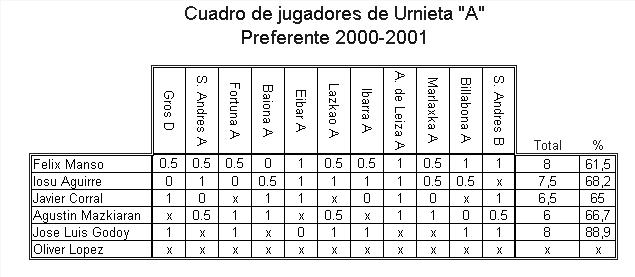 Cuadro de jugadores de Urnieta "A"
Preferente 2000-2001
Gros D S. Andres A Fortuna A Baiona A Eibar A Lazkao A Ibarra A A. de Leiza A Marlaxka A Billabona A S. Andres B Total %
Felix Manso 0.5 0.5 0.5 0 1 0.5 0.5 1 0.5 1 1 8 61,5
Iosu Aguirre 0 1 0 0.5 1 1 1 1 0.5 0.5 x 7,5 68,2
Javier Corral 1 0 x 1 1 x 0 1 0 x 1 6,5 65
Agustin Mazkiaran x 0.5 1 1 x 0.5 x 1 1 0 0.5 6 66,7
Jose Luis Godoy 1 x 1 x 0 1 1 1 1 1 1 8 88,9
Oliver Lopez x x x x x x x x x x x x x